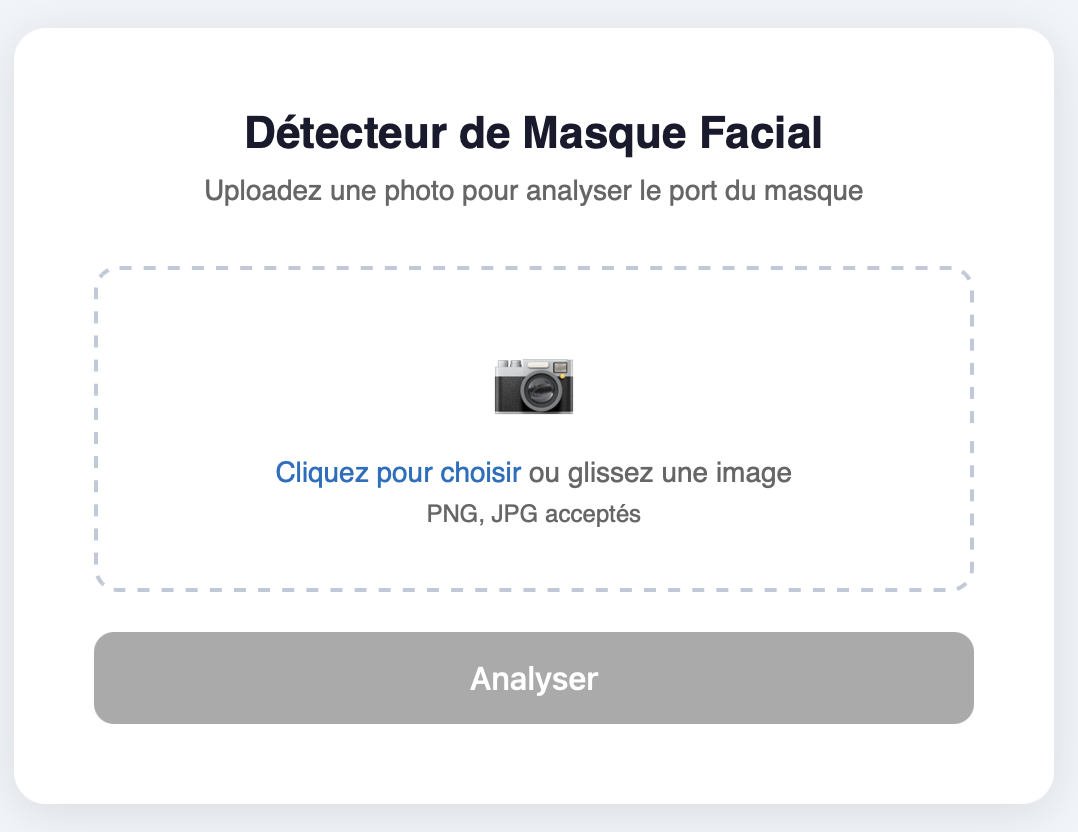 Détecteur de Masque Facial
Uploadez une photo pour analyser le port du masque
Cliquez pour choisir ou glissez une image
PNG, JPG acceptés
Analyser